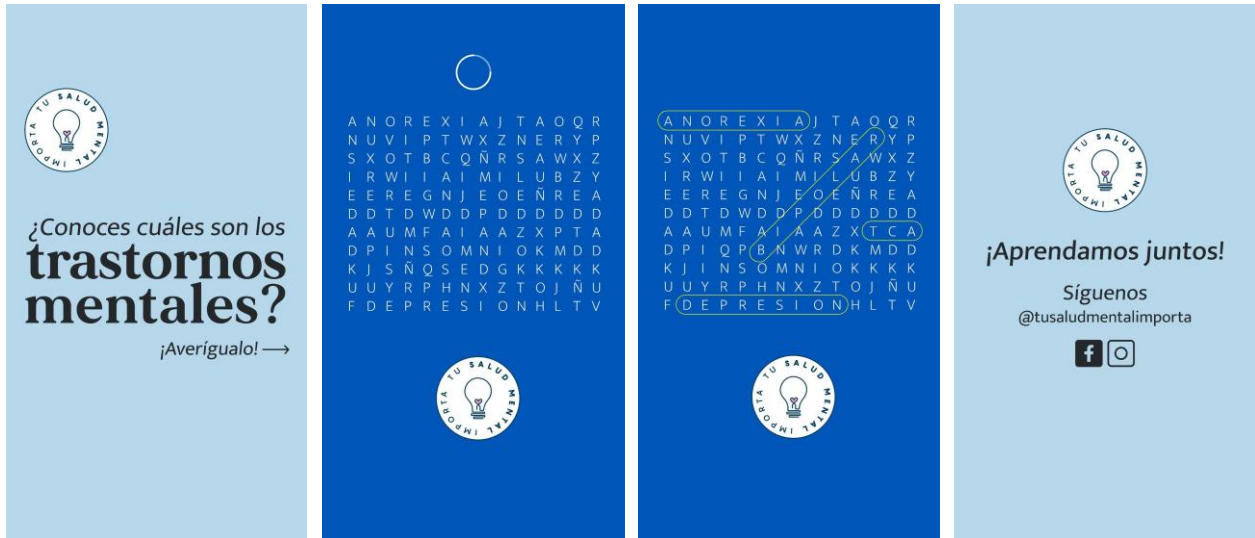 TU SALUD MENTAL IMPORTA
¿Conoces cuáles son los
trastornos
mentales?
¡Averígualo!
A N O R E X I A J T A O Q R
N U V I P T W X Z N E R Y P
S X O T B C Q Ñ R S A W X Z
I R W I I A I M I L U B Z Y
E E R E G N J E O E Ñ R E A
D D T D W D D P D D D D D D
A A U M F A I A A Z X P T A
D P I N S O M N I O K M D D
K J S Ñ Q S E D G K K K K K
U U Y R P H N X Z T O J Ñ U
F D E P R E S I O N H L T V
TU SALUD MENTAL IMPORTA
A N O R E X I A J T A O Q R
N U V I P T W X Z N E R Y P
S X O T B C Q Ñ R S A W X Z
I R W I I A I M I L U B Z Y
E E R E G N J E O E Ñ R E A
D D T D W D D P D D D D D D
A A U M F A I A A Z X T C A
D P I Q P B N W R D K M D D
K J I N S O M N I O K K K K
U U Y R P H N X Z T O J Ñ U
F D E P R E S I O N H L T V
TU SALUD MENTAL IMPORTA
TU SALUD MENTAL IMPORTA
¡Aprendamos juntos!
Síguenos
@tusaludmentalimporta